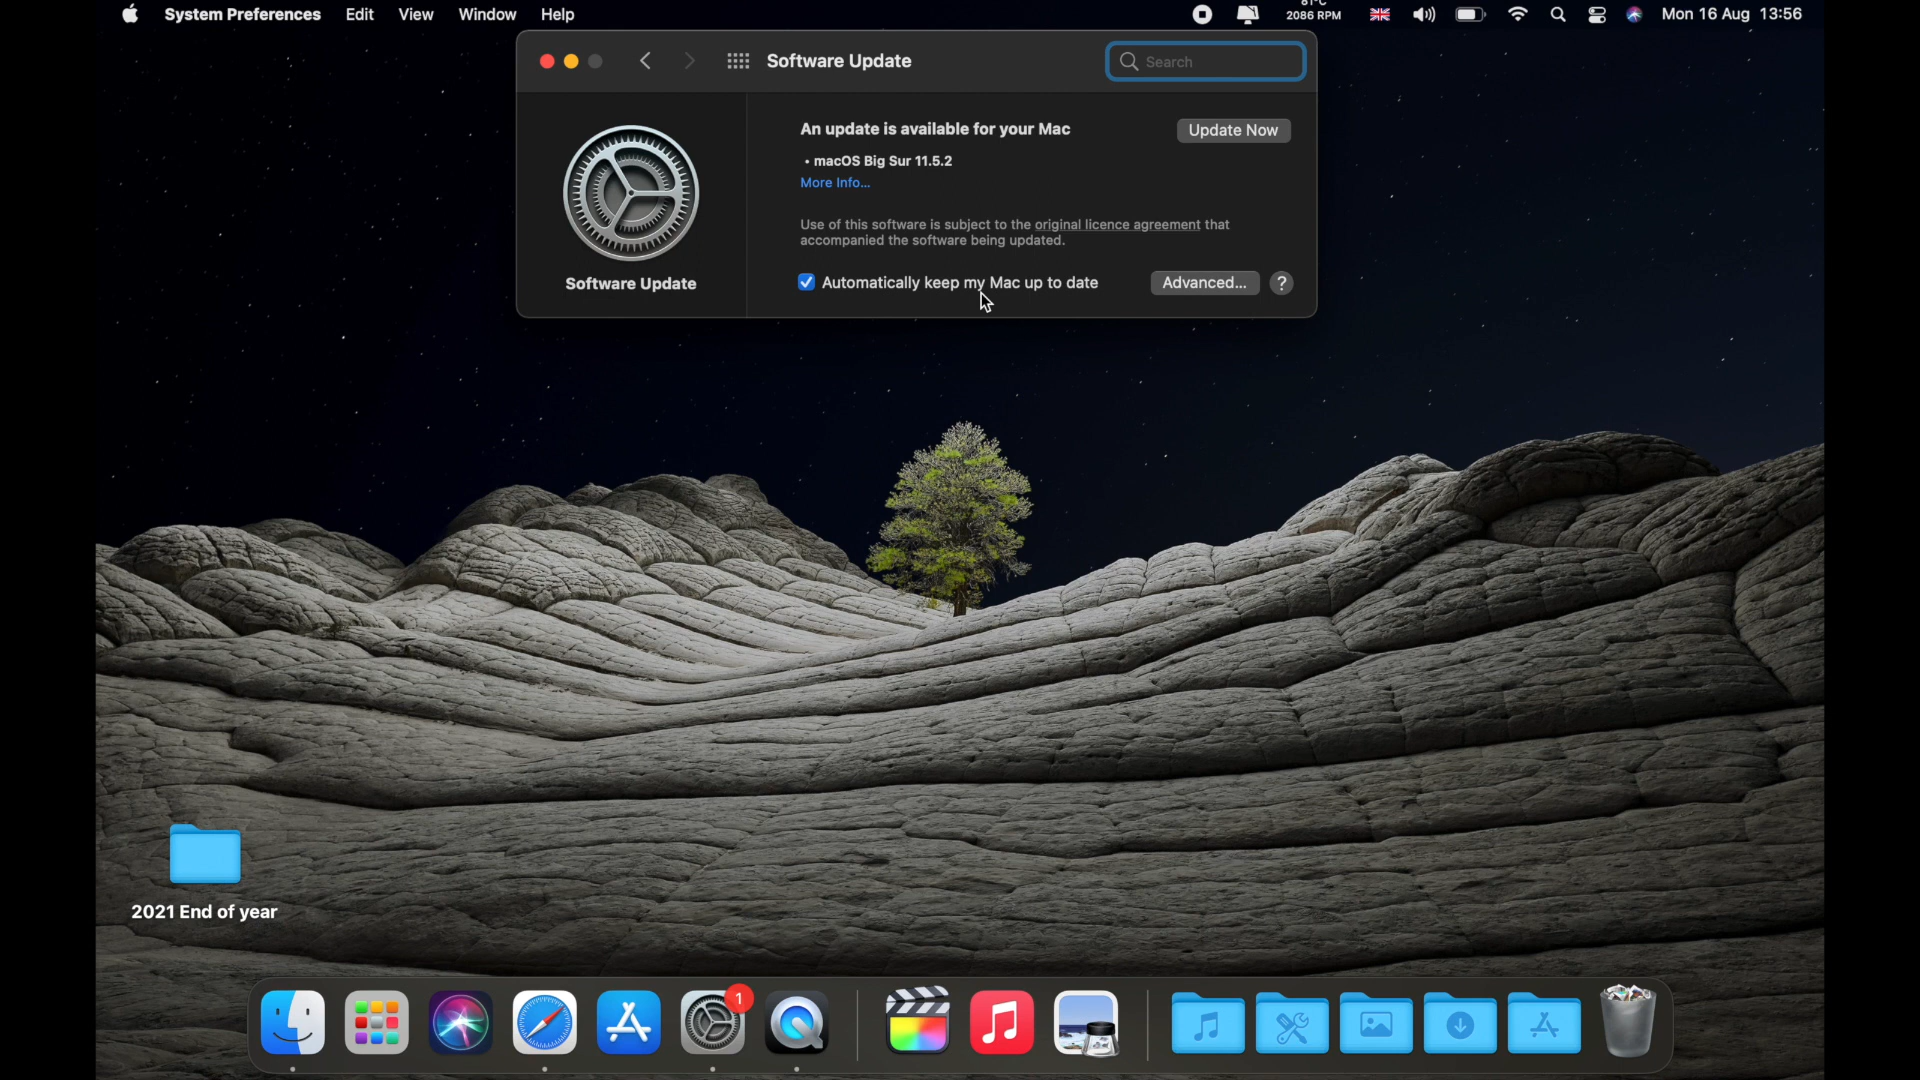 System Preferences Edit View Window Help
2086 RPM
Mon 16 Aug 13:56
Software Update
Search
An update is available for your Mac
Update Now
• macOS Big Sur 11.5.2
More Info...
Use of this software is subject to the original licence agreement that
accompanied the software being updated.
Software Update
Automatically keep my Mac up to date
Advanced...
?
2021 End of year
1